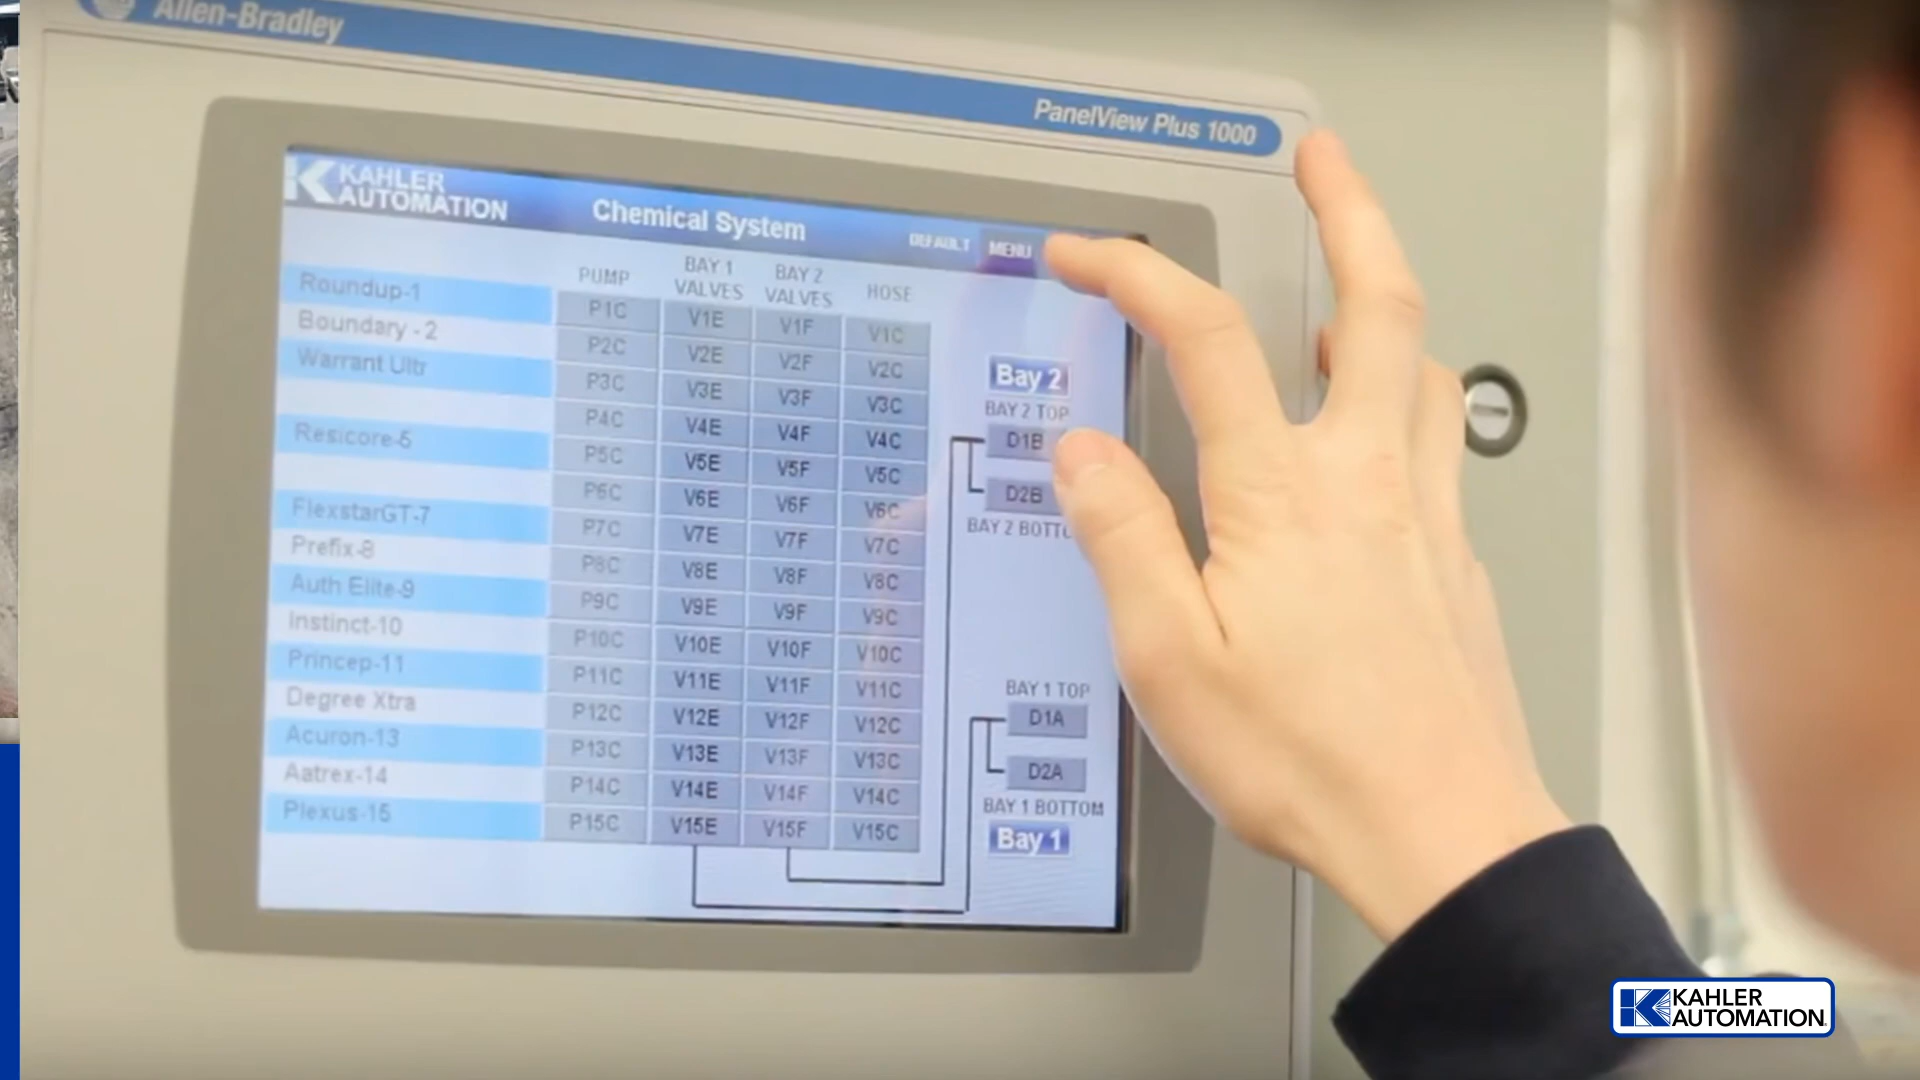 Allen-Bradley
PanelView Plus 1000
KAHLER
AUTOMATION
Chemical System
DEFAULT
MENU
PUMP
BAY 1
VALVES
BAY 2
VALVES
HOSE
Roundup-1
P1C V1E V1F V1C
Boundary - 2
P2C V2E V2F V2C
Warrant Ultr
P3C V3E V3F V3C
P4C V4E V4F V4C
Resicore-5
P5C V5E V5F V5C
P6C V6E V6F V6C
FlexstarGT-7
P7C V7E V7F V7C
Prefix-8
P8C V8E V8F V8C
Auth Elite-9
P9C V9E V9F V9C
Instinct-10
P10C V10E V10F V10C
Princep-11
P11C V11E V11F V11C
Degree Xtra
P12C V12E V12F V12C
Acuron-13
P13C V13E V13F V13C
Aatrex-14
P14C V14E V14F V14C
Plexus-15
P15C V15E V15F V15C
Bay 2
BAY 2 TOP
D1B
D2B
BAY 2 BOTTO
BAY 1 TOP
D1A
D2A
BAY 1 BOTTOM
Bay 1
KAHLER
AUTOMATION